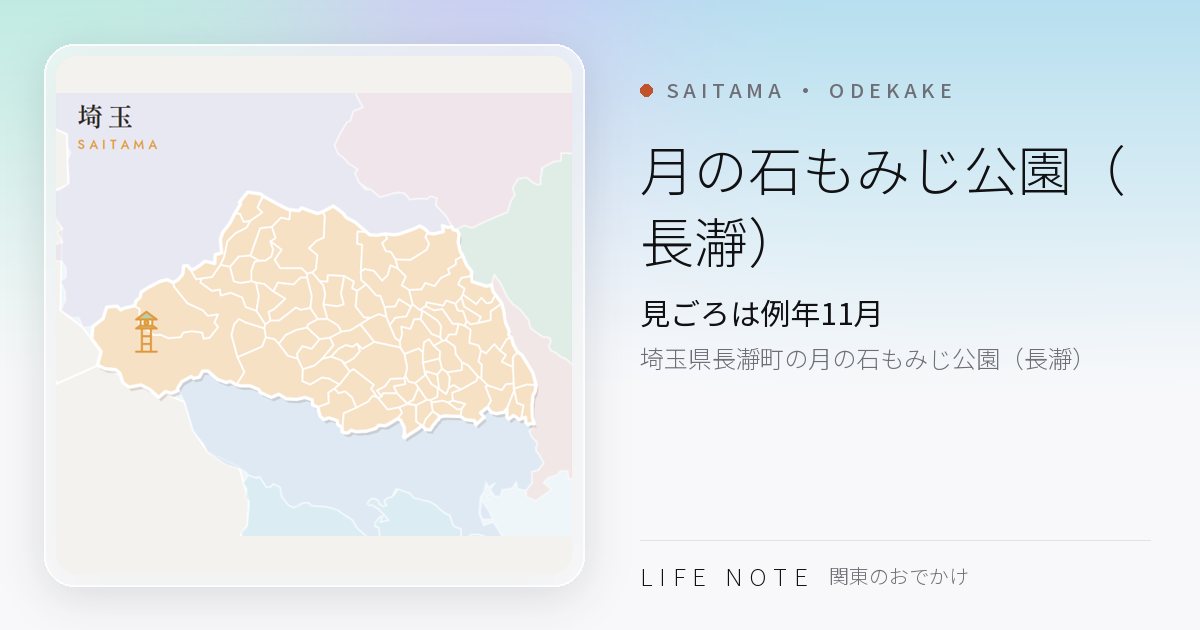 埼玉
SAITAMA
SAITAMA • ODEKAKE
月の石もみじ公園（
長瀞）
見ごろは例年11月
埼玉県長瀞町の月の石もみじ公園（長瀞）
LIFE NOTE 関東のおでかけ